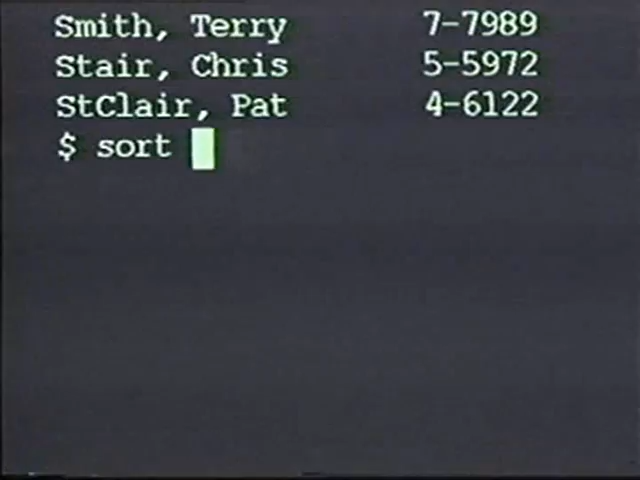 Smith, Terry 7-7989
Stair, Chris 5-5972
StClair, Pat 4-6122
$ sort